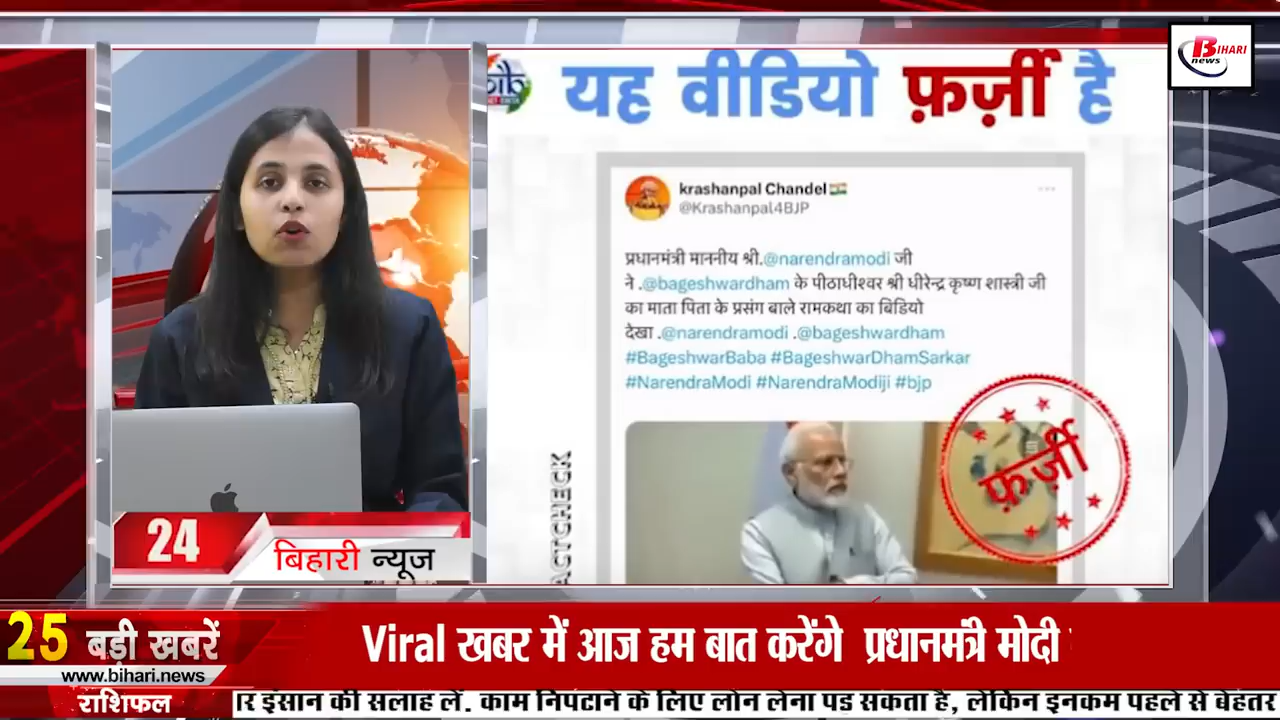 BIHARI
news
यह वीडियो फ़र्ज़ी है
krashanpal Chandel
@Krashanpal4BJP
प्रधानमंत्री माननीय श्री.@narendramodi जी
ने .@bageshwardham के पीठाधीश्वर श्री धीरेन्द्र कृष्ण शास्त्री जी
का माता पिता के प्रसंग बाले रामकथा का बिडियो
देखा .@narendramodi .@bageshwardham
#BageshwarBaba #BageshwarDhamSarkar
#NarendraModi #NarendraModiji #bjp
फ़र्ज़ी
ACTCHECK
24
बिहारी न्यूज
25 बड़ी खबरें
www.bihari.news
Viral खबर में आज हम बात करेंगे प्रधानमंत्री मोदी
राशिफल
र इंसान की सलाह लें. काम निपटाने के लिए लोन लेना पड़ सकता है, लेकिन इनकम पहले से बेहतर